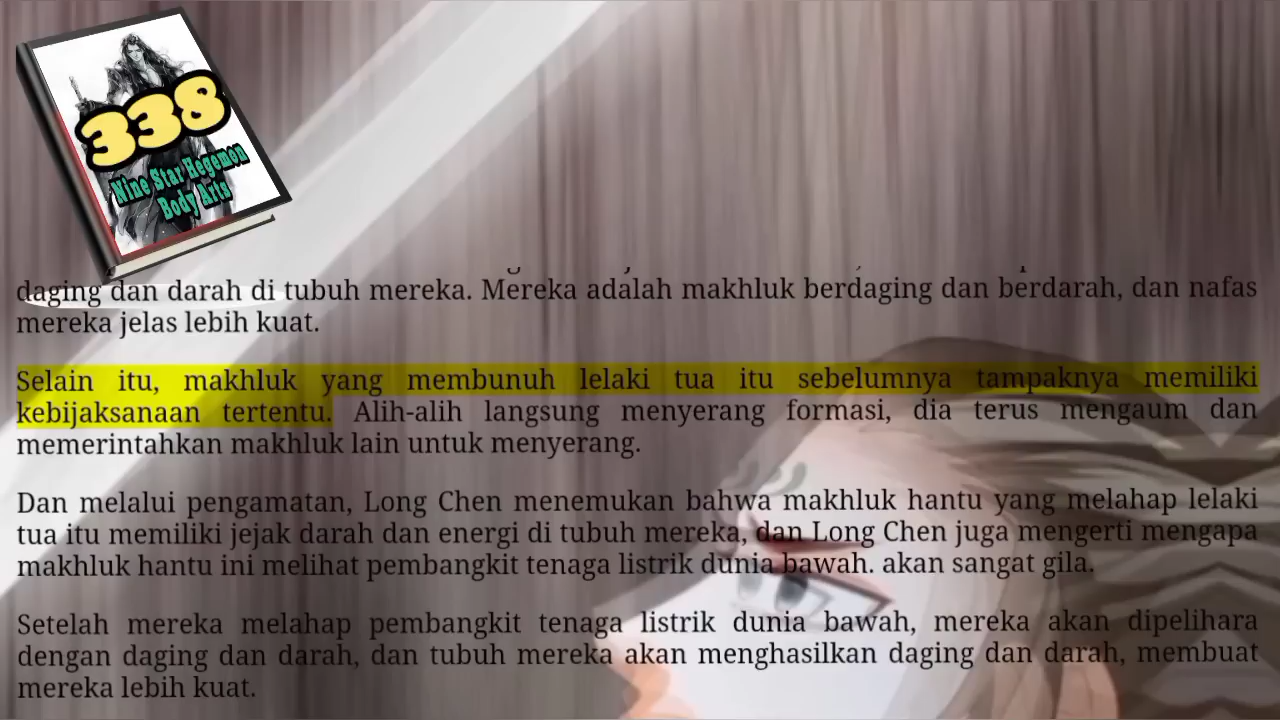 338
Nine Star Hegemon
Body Arts
daging dan darah di tubuh mereka. Mereka adalah makhluk berdaging dan berdarah, dan nafas
mereka jelas lebih kuat.
Selain itu, makhluk yang membunuh lelaki tua itu sebelumnya tampaknya memiliki
kebijaksanaan tertentu. Alih-alih langsung menyerang formasi, dia terus mengaum dan
memerintahkan makhluk lain untuk menyerang.
Dan melalui pengamatan, Long Chen menemukan bahwa makhluk hantu yang melahap lelaki
tua itu memiliki jejak darah dan energi di tubuh mereka, dan Long Chen juga mengerti mengapa
makhluk hantu ini melihat pembangkit tenaga listrik dunia bawah. akan sangat gila.
Setelah mereka melahap pembangkit tenaga listrik dunia bawah, mereka akan dipelihara
dengan daging dan darah, dan tubuh mereka akan menghasilkan daging dan darah, membuat
mereka lebih kuat.